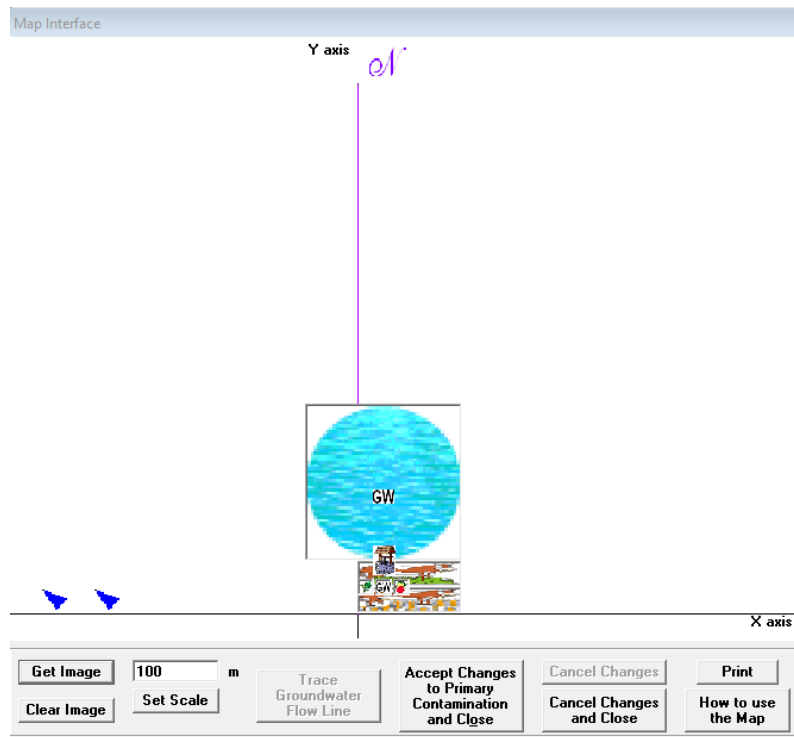 Map Interface
Y axis
N
GW
GW
X axis
Get Image
100 m
Set Scale
Clear Image
Trace
Groundwater
Flow Line
Accept Changes
to Primary
Contamination
and Close
Cancel Changes
Cancel Changes
and Close
Print
How to use
the Map